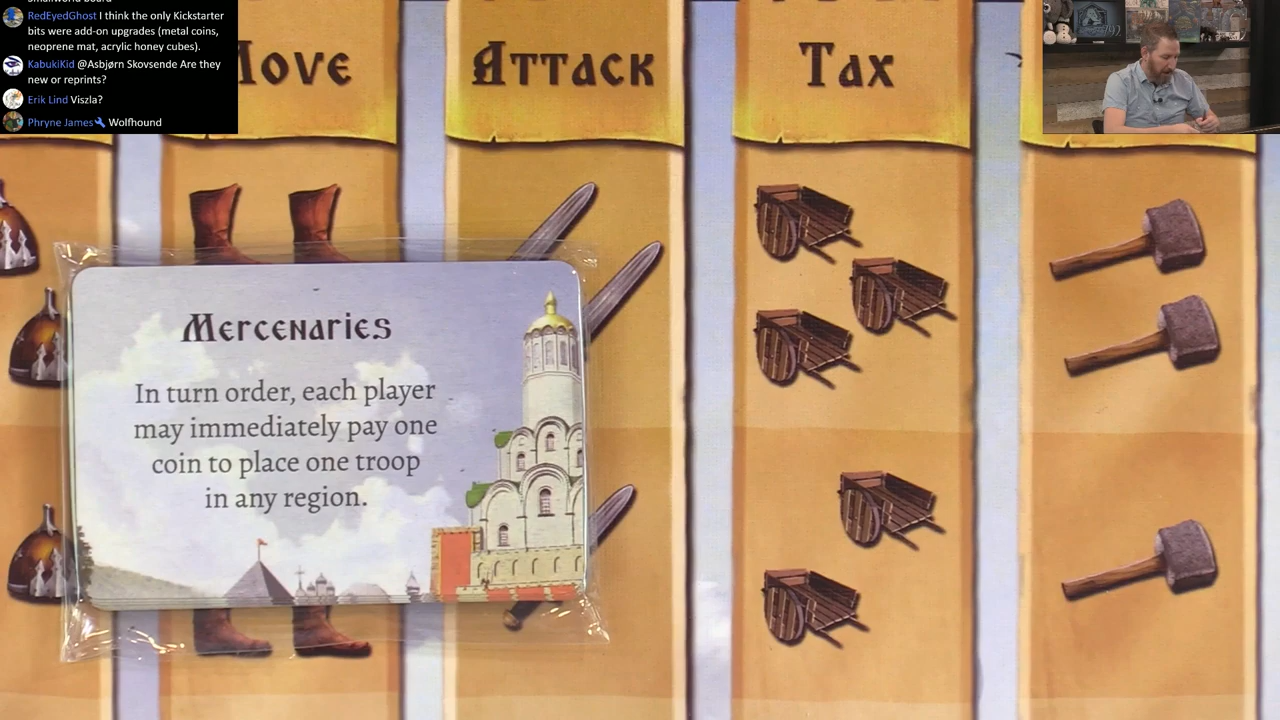 RedEyedGhost I think the only Kickstarter
bits were add-on upgrades (metal coins,
neoprene mat, acrylic honey cubes).
KabukiKid @Asbjørn Skovsende Are they
new or reprints?
Erik Lind Viszla?
Phryne James Wolfhound
Move
Attack
Tax
Mercenaries
In turn order, each player
may immediately pay one
coin to place one troop
in any region.